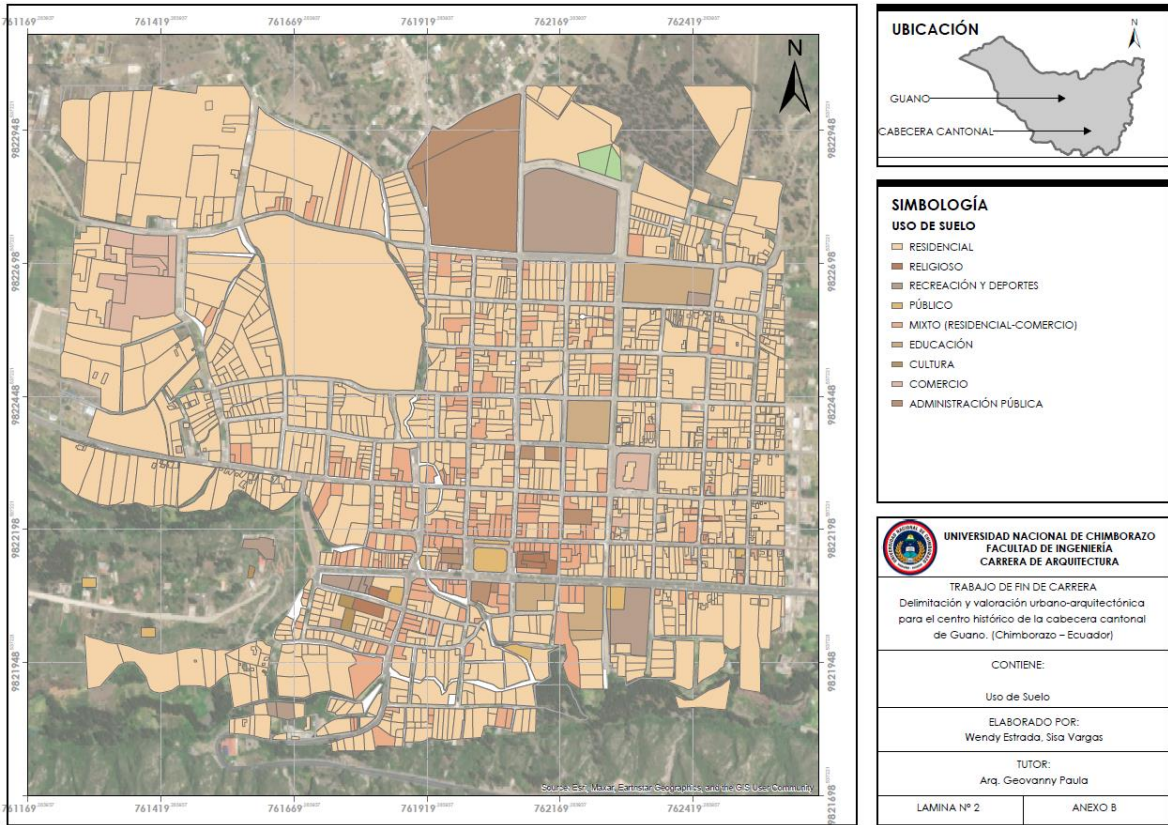 761169
761419
761669
761919
762169
762419
N
9822948
9822698
9822448
9822198
9821948
9822948
9822698
9822448
9822198
9821948
9821698
Source: Esri, Maxar, Earthstar Geographics, and the GIS User Community
761169
761419
761669
761919
762169
762419
UBICACIÓN
N
GUANO
CABECERA CANTONAL
SIMBOLOGÍA
USO DE SUELO
RESIDENCIAL
RELIGIOSO
RECREACIÓN Y DEPORTES
PÚBLICO
MIXTO (RESIDENCIAL-COMERCIO)
EDUCACIÓN
CULTURA
COMERCIO
ADMINISTRACIÓN PÚBLICA
UNIVERSIDAD NACIONAL DE CHIMBORAZO
FACULTAD DE INGENIERÍA
CARRERA DE ARQUITECTURA
TRABAJO DE FIN DE CARRERA
Delimitación y valoración urbano-arquitectónica
para el centro histórico de la cabecera cantonal
de Guano. (Chimborazo – Ecuador)
CONTIENE:
Uso de Suelo
ELABORADO POR:
Wendy Estrada, Sisa Vargas
TUTOR:
Arq. Geovanny Paula
LAMINA N° 2
ANEXO B